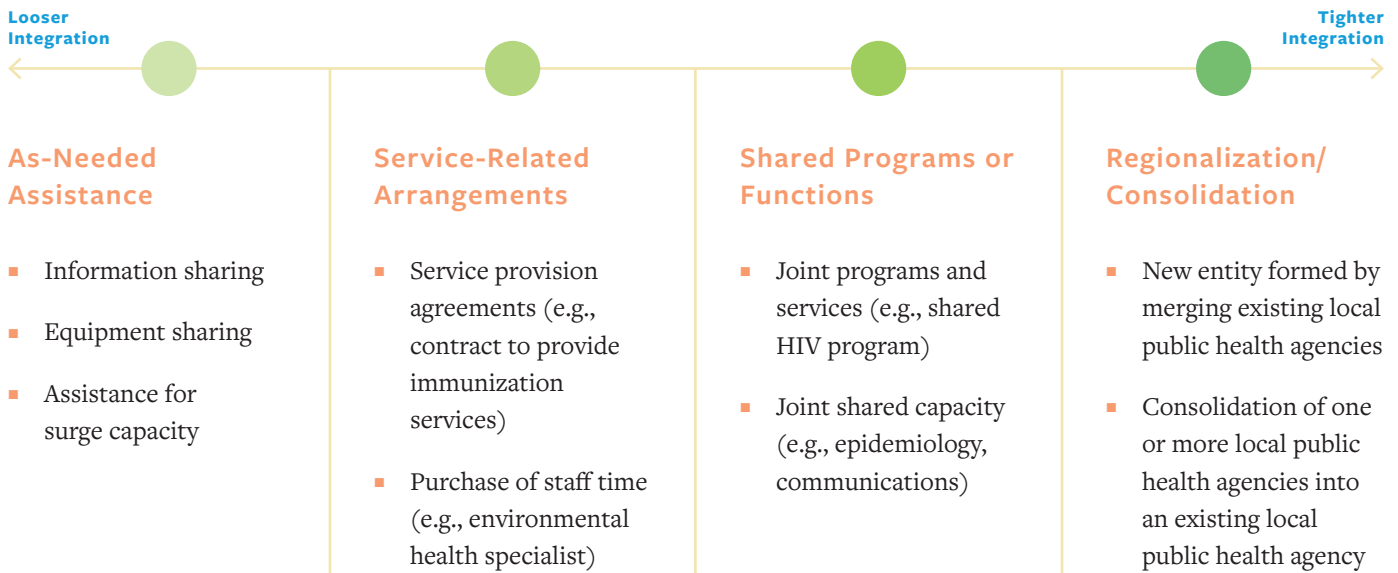 Looser
Integration
Tighter
Integration
As-Needed
Assistance
Information sharing
Equipment sharing
Assistance for
surge capacity
Service-Related
Arrangements
Service provision
agreements (e.g.,
contract to provide
immunization
services)
Purchase of staff time
(e.g., environmental
health specialist)
Shared Programs or
Functions
Joint programs and
services (e.g., shared
HIV program)
Joint shared capacity
(e.g., epidemiology,
communications)
Regionalization/
Consolidation
New entity formed by
merging existing local
public health agencies
Consolidation of one
or more local public
health agencies into
an existing local
public health agency